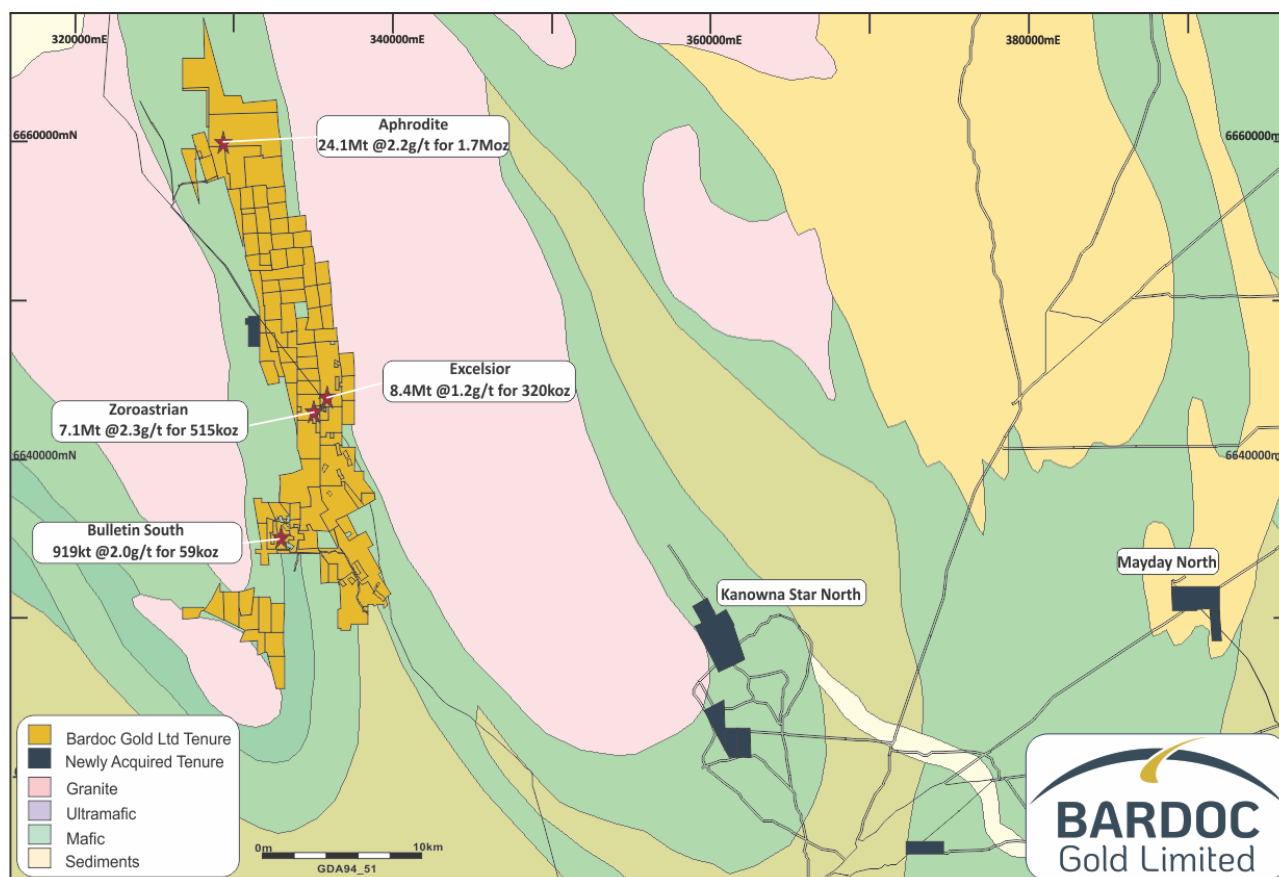 320000mE
340000mE
360000mE
380000mE
6660000mN
6660000mN
Aphrodite
24.1Mt @2.2g/t for 1.7Moz
Excelsior
8.4Mt @1.2g/t for 320koz
Zoroastrian
7.1Mt @2.3g/t for 515koz
6640000mN
6640000mN
Bulletin South
919kt @2.0g/t for 59koz
Mayday North
Kanowna Star North
Bardoc Gold Ltd Tenure
Newly Acquired Tenure
Granite
Ultramafic
Mafic
Sediments
0m
10km
GDA94_51
BARDOC
Gold Limited